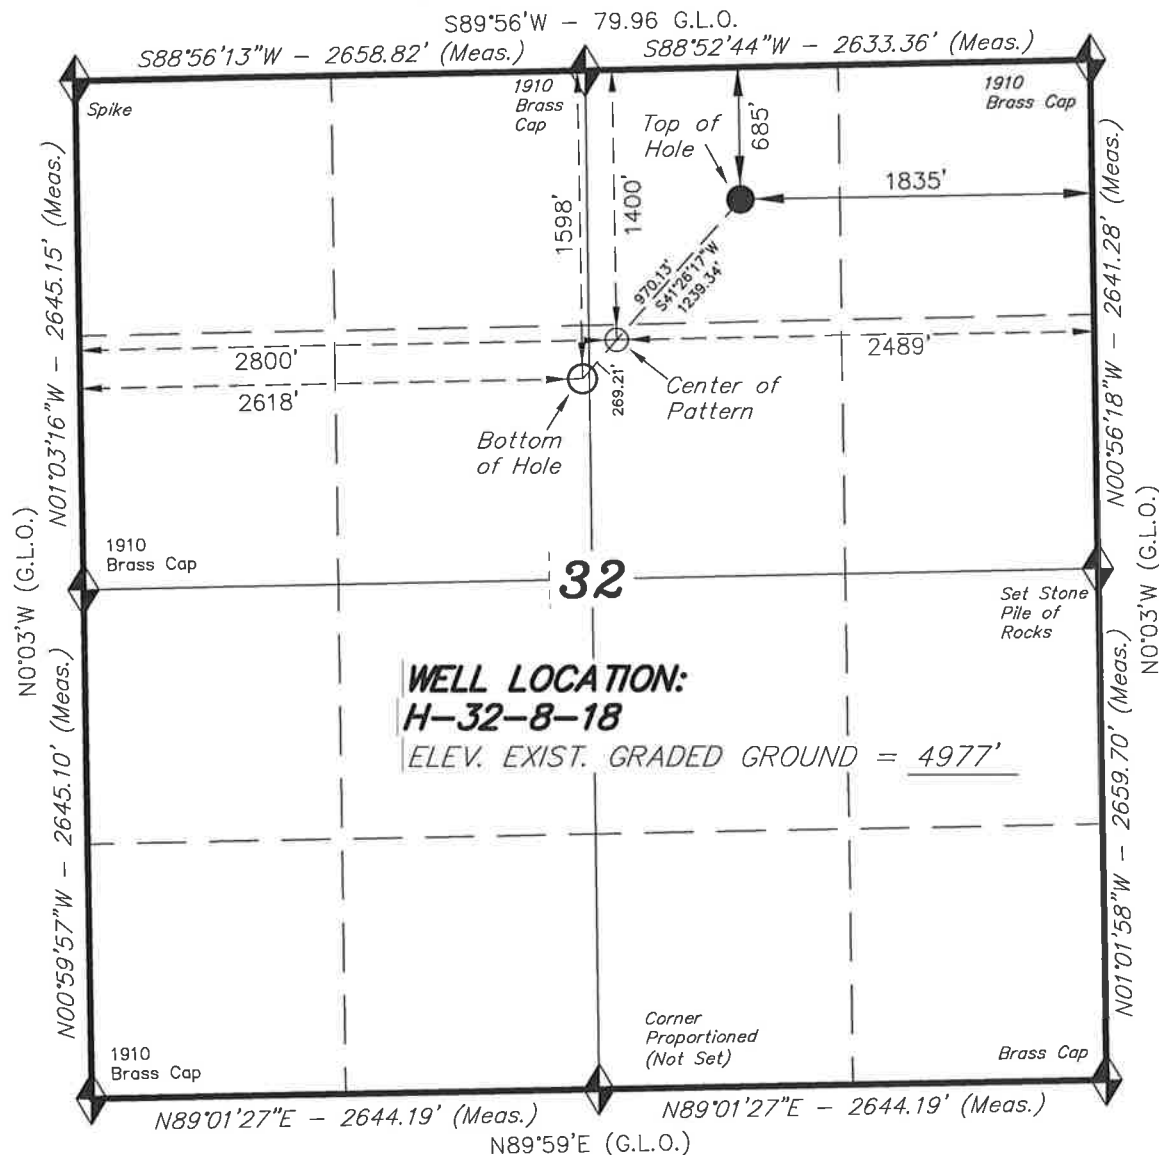 S89°56'W – 79.96 G.L.O.
S88°56'13"W – 2658.82' (Meas.)
S88°52'44"W – 2633.36' (Meas.)
Spike
1910
Brass
Cap
1910
Brass Cap
Top of
Hole
685'
1835'
1598'
1400'
970.13'
S41°26'17"W
1239.34'
N01°03'16"W – 2645.15' (Meas.)
N00°56'18"W – 2641.28' (Meas.)
2800'
2489'
2618'
269.21'
Center of
Pattern
Bottom
of Hole
N0°03'W (G.L.O.)
N0°03'W (G.L.O.)
1910
Brass Cap
32
Set Stone
Pile of
Rocks
WELL LOCATION:
H–32–8–18
ELEV. EXIST. GRADED GROUND = 4977'
N00°59'57"W – 2645.10' (Meas.)
N01°01'58"W – 2659.70' (Meas.)
1910
Brass Cap
Corner
Proportioned
(Not Set)
Brass Cap
N89°01'27"E – 2644.19' (Meas.)
N89°01'27"E – 2644.19' (Meas.)
N89°59'E (G.L.O.)